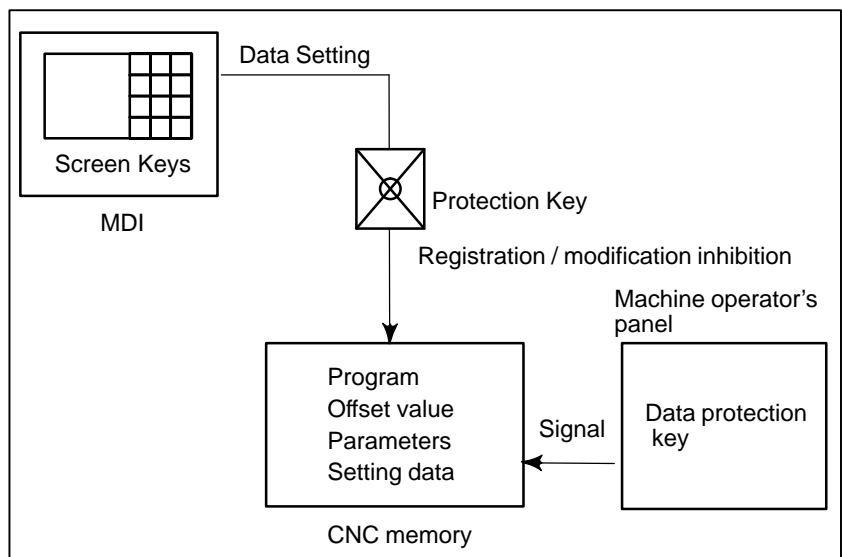 Data Setting
Screen Keys
MDI
Protection Key
Registration / modification inhibition
Machine operator's
panel
Program
Offset value
Parameters
Setting data
CNC memory
Signal
Data protection
key